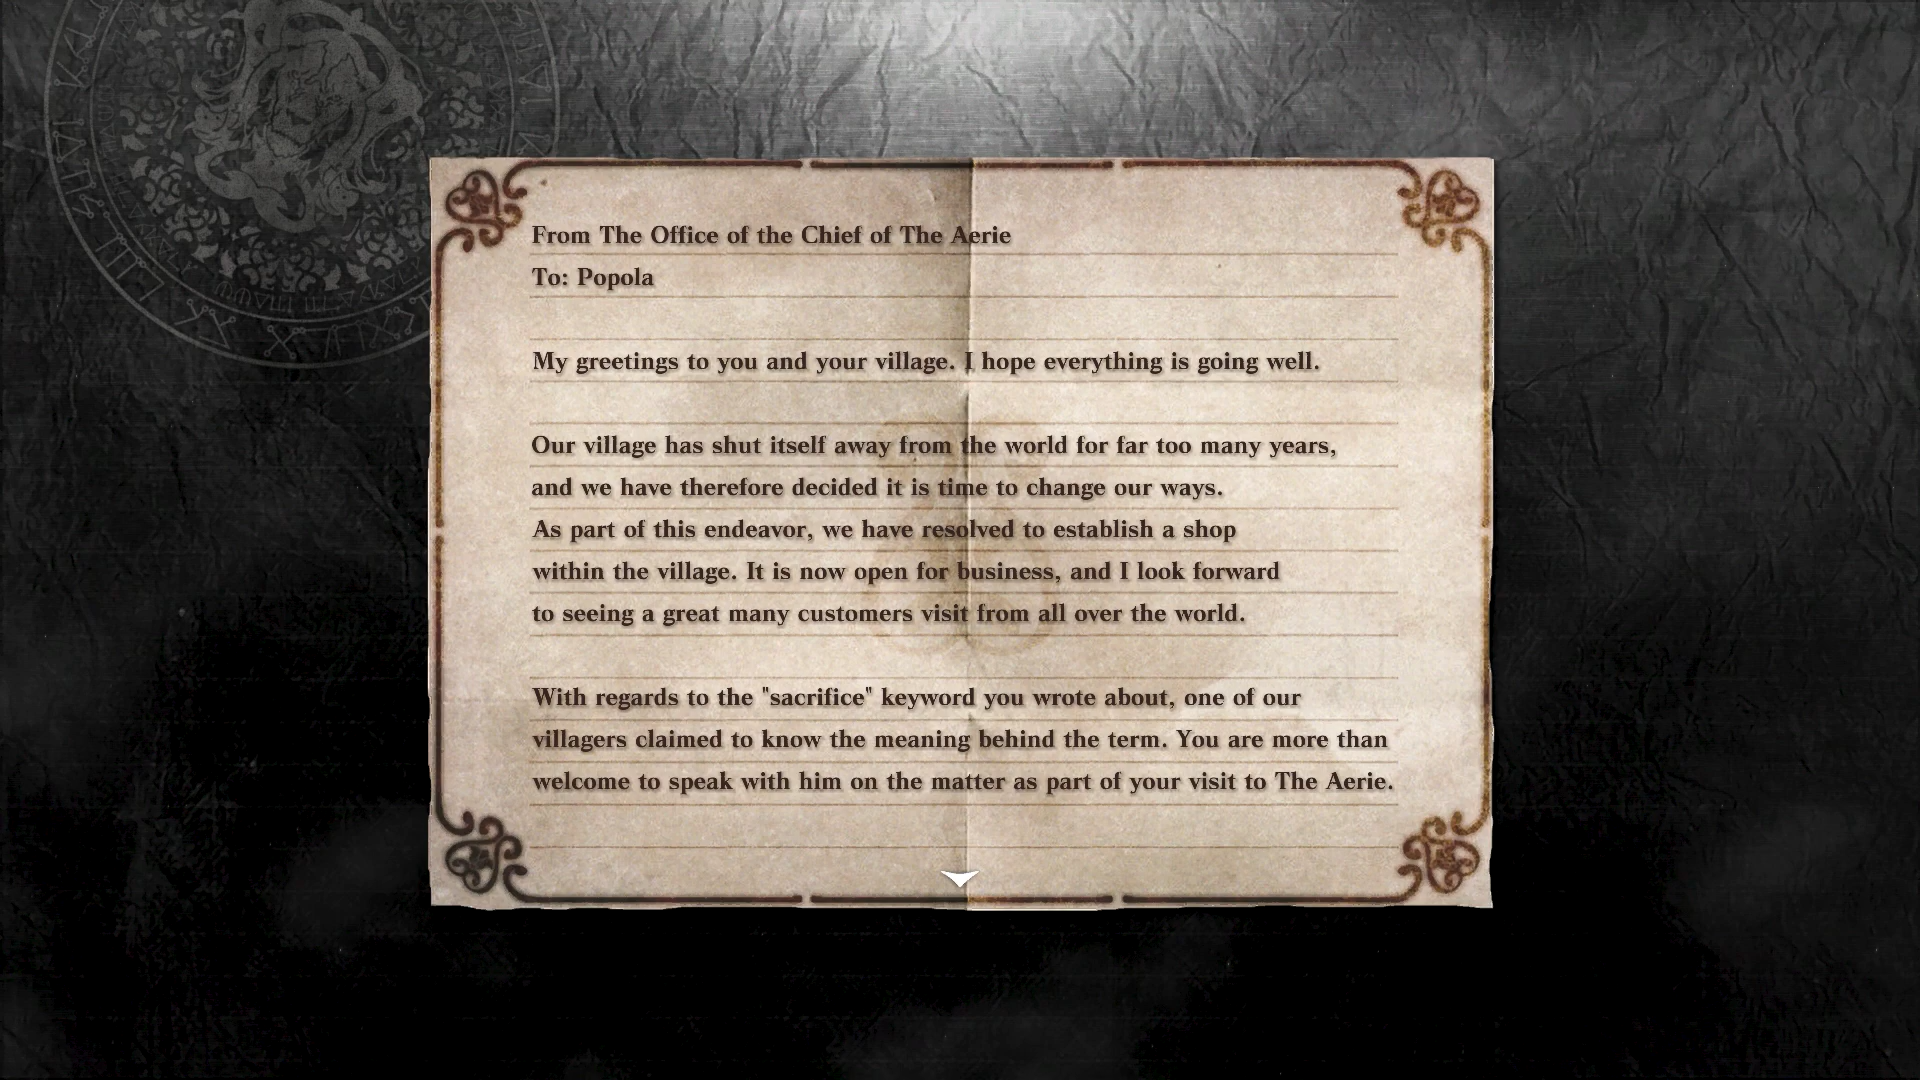 From The Office of the Chief of The Aerie
To: Popola
My greetings to you and your village. I hope everything is going well.
Our village has shut itself away from the world for far too many years,
and we have therefore decided it is time to change our ways.
As part of this endeavor, we have resolved to establish a shop
within the village. It is now open for business, and I look forward
to seeing a great many customers visit from all over the world.
With regards to the "sacrifice" keyword you wrote about, one of our
villagers claimed to know the meaning behind the term. You are more than
welcome to speak with him on the matter as part of your visit to The Aerie.